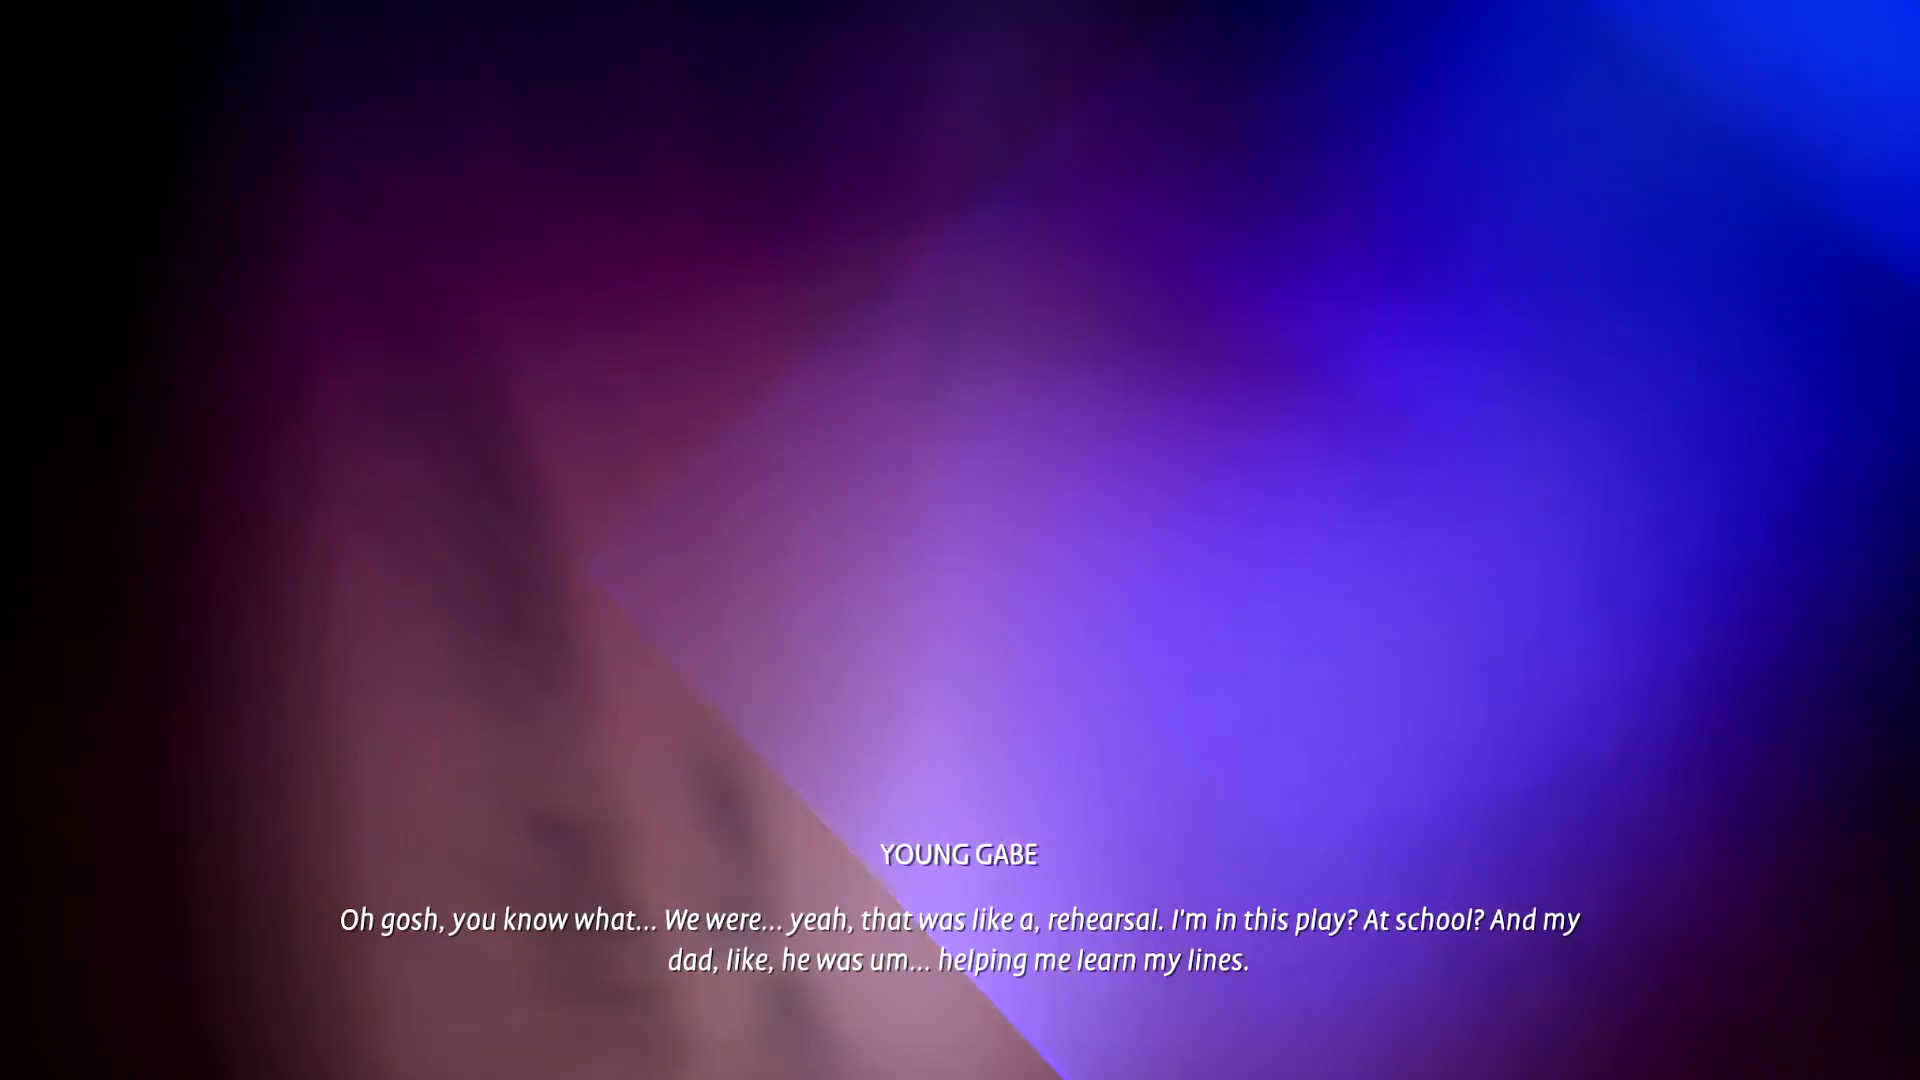 YOUNG GABE
Oh gosh, you know what... We were... yeah, that was like a, rehearsal. I'm in this play? At school? And my
dad, like, he was um... helping me learn my lines.